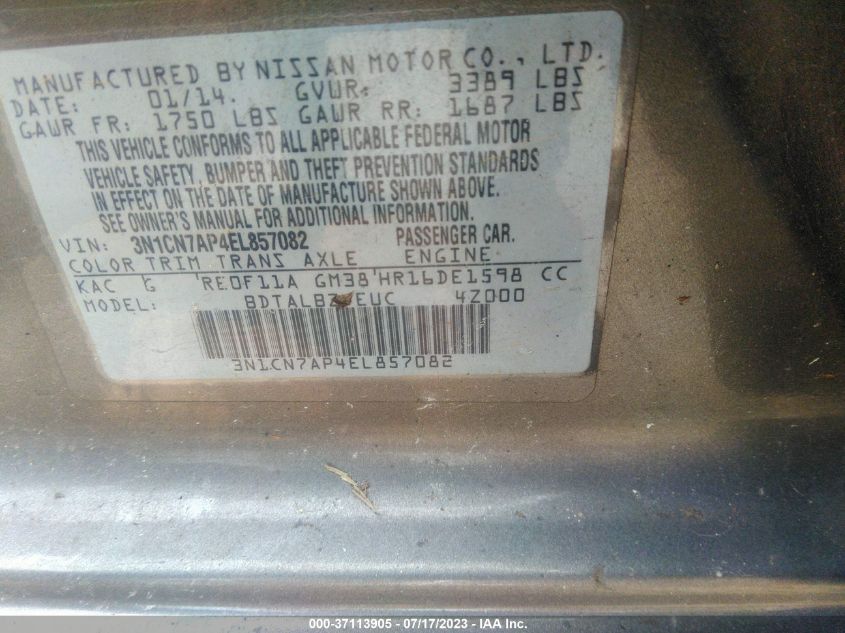 MANUFACTURED BY NISSAN MOTOR CO., LTD.
DATE: 01/14. GVWR: 3389 LBS
GAWR FR: 1750 LBS GAWR RR: 1687 LBS
THIS VEHICLE CONFORMS TO ALL APPLICABLE FEDERAL MOTOR
VEHICLE SAFETY, BUMPER AND THEFT PREVENTION STANDARDS
IN EFFECT ON THE DATE OF MANUFACTURE SHOWN ABOVE.
SEE OWNER'S MANUAL FOR ADDITIONAL INFORMATION.
VIN: 3N1CN7AP4EL857082 PASSENGER CAR.
COLOR TRIM TRANS AXLE ENGINE
KAC G RE0F11A GM38 HR16DE1598 CC
MODEL: 4Z000
3N1CN7AP4EL857082
000-37113905 - 07/17/2023 - IAA Inc.